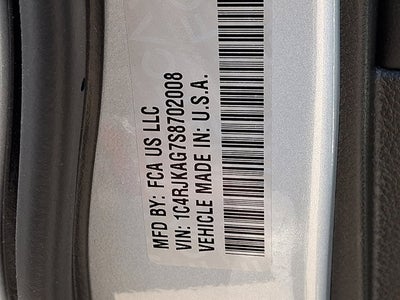 MFD BY: FCA US LLC
VIN: 1C4RJKAG7S8702008
VEHICLE MADE IN: U.S.A.